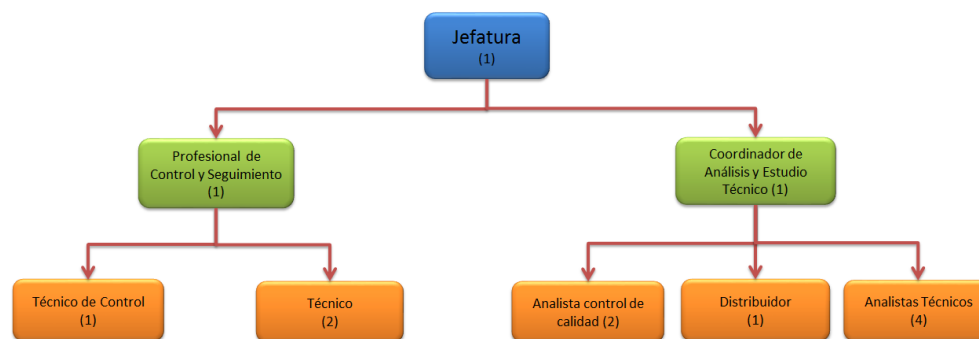 Jefatura
(1)
Profesional de
Control y Seguimiento
(1)
Coordinador de
Análisis y Estudio
Técnico (1)
Técnico de Control
(1)
Técnico
(2)
Analista control de
calidad (2)
Distribuidor
(1)
Analistas Técnicos
(4)